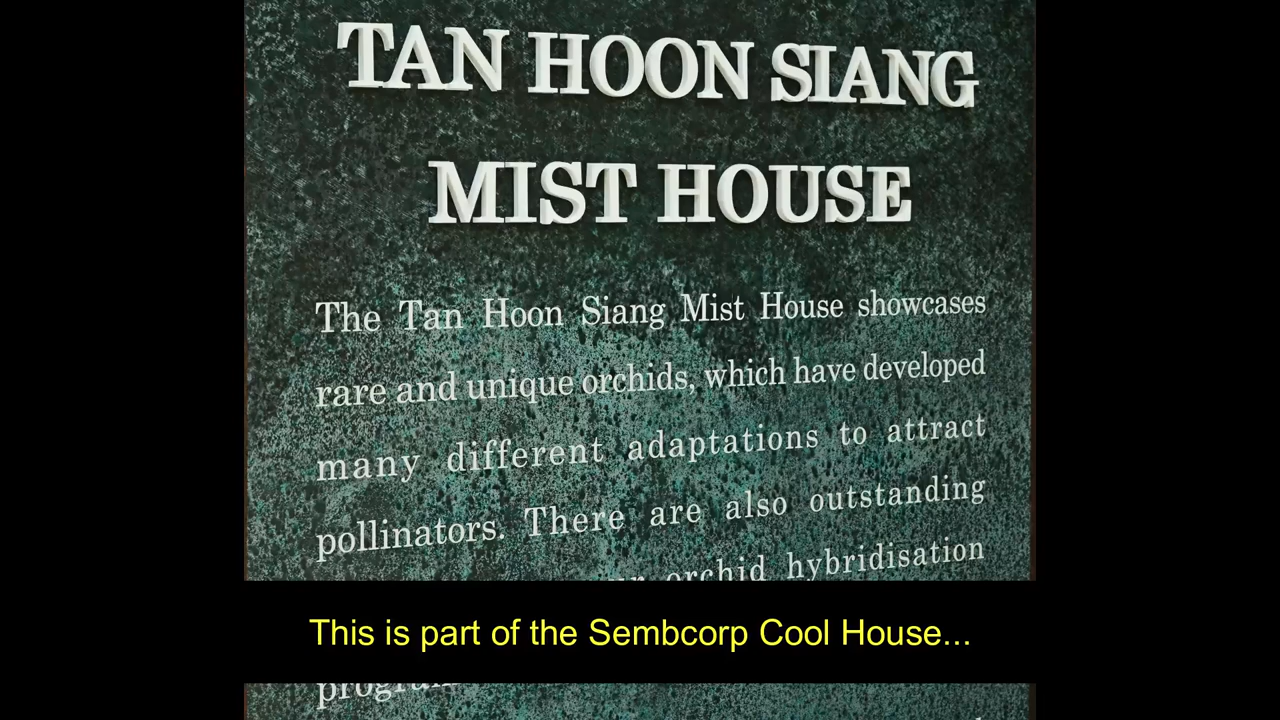 TAN HOON SIANG
MIST HOUSE
The Tan Hoon Siang Mist House showcases
rare and unique orchids, which have developed
many different adaptations to attract
pollinators. There are also outstanding
orchid hybridisation
This is part of the Sembcorp Cool House...